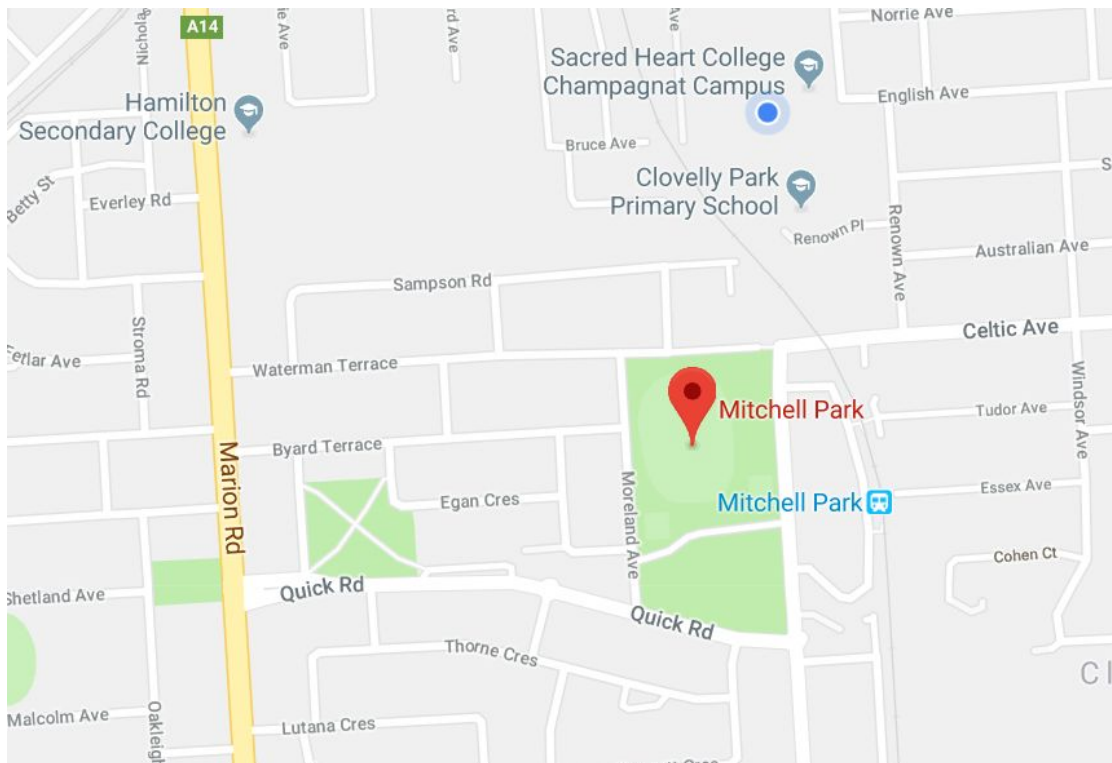 A14
Norrie Ave
Sacred Heart College
Champagnat Campus
English Ave
Hamilton
Secondary College
Bruce Ave
Clovelly Park
Primary School
Betty St
Everley Rd
Renown Pl
Renown Ave
Australian Ave
Sampson Rd
Stroma Rd
Celtic Ave
Waterman Terrace
Windsor Ave
Mitchell Park
Tudor Ave
Byard Terrace
Marion Rd
Egan Cres
Moreland Ave
Mitchell Park
Essex Ave
Cohen Ct
Shetland Ave
Quick Rd
Quick Rd
Thorne Cres
Malcolm Ave
Lutana Cres